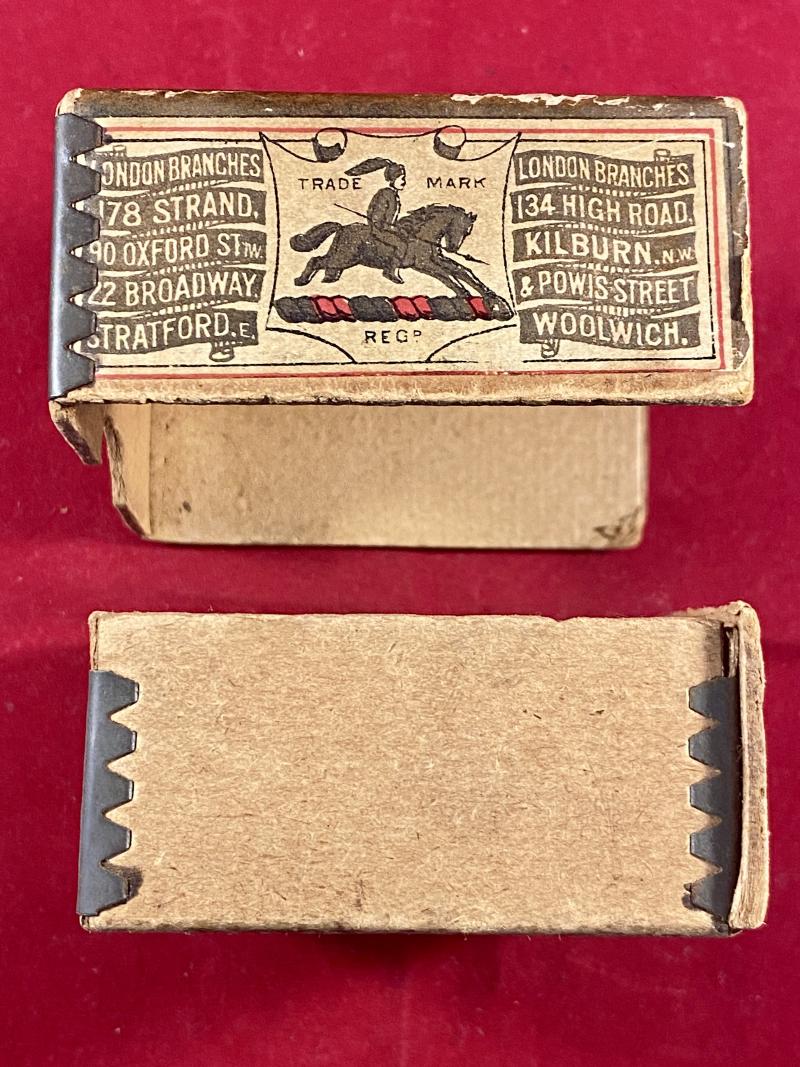 LONDON BRANCHES
178 STRAND.
90 OXFORD ST W.
22 BROADWAY,
STRATFORD. E.
TRADE MARK
REGD
LONDON BRANCHES
134 HIGH ROAD.
KILBURN. N.W.
& POWIS STREET
WOOLWICH.